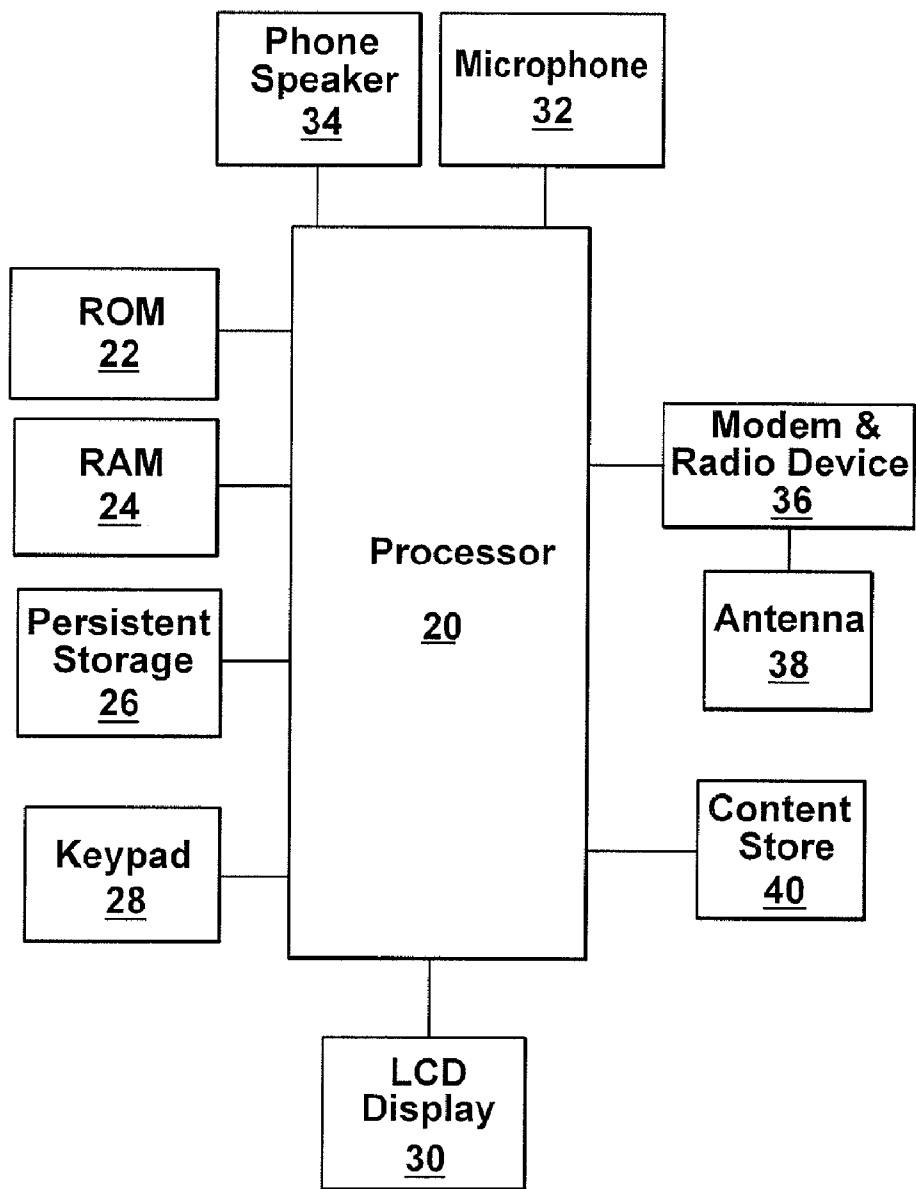 Phone
Speaker
34
Microphone
32
ROM
22
RAM
24
Persistent
Storage
26
Keypad
28
Processor
20
Modem &
Radio Device
36
Antenna
38
Content
Store
40
LCD
Display
30